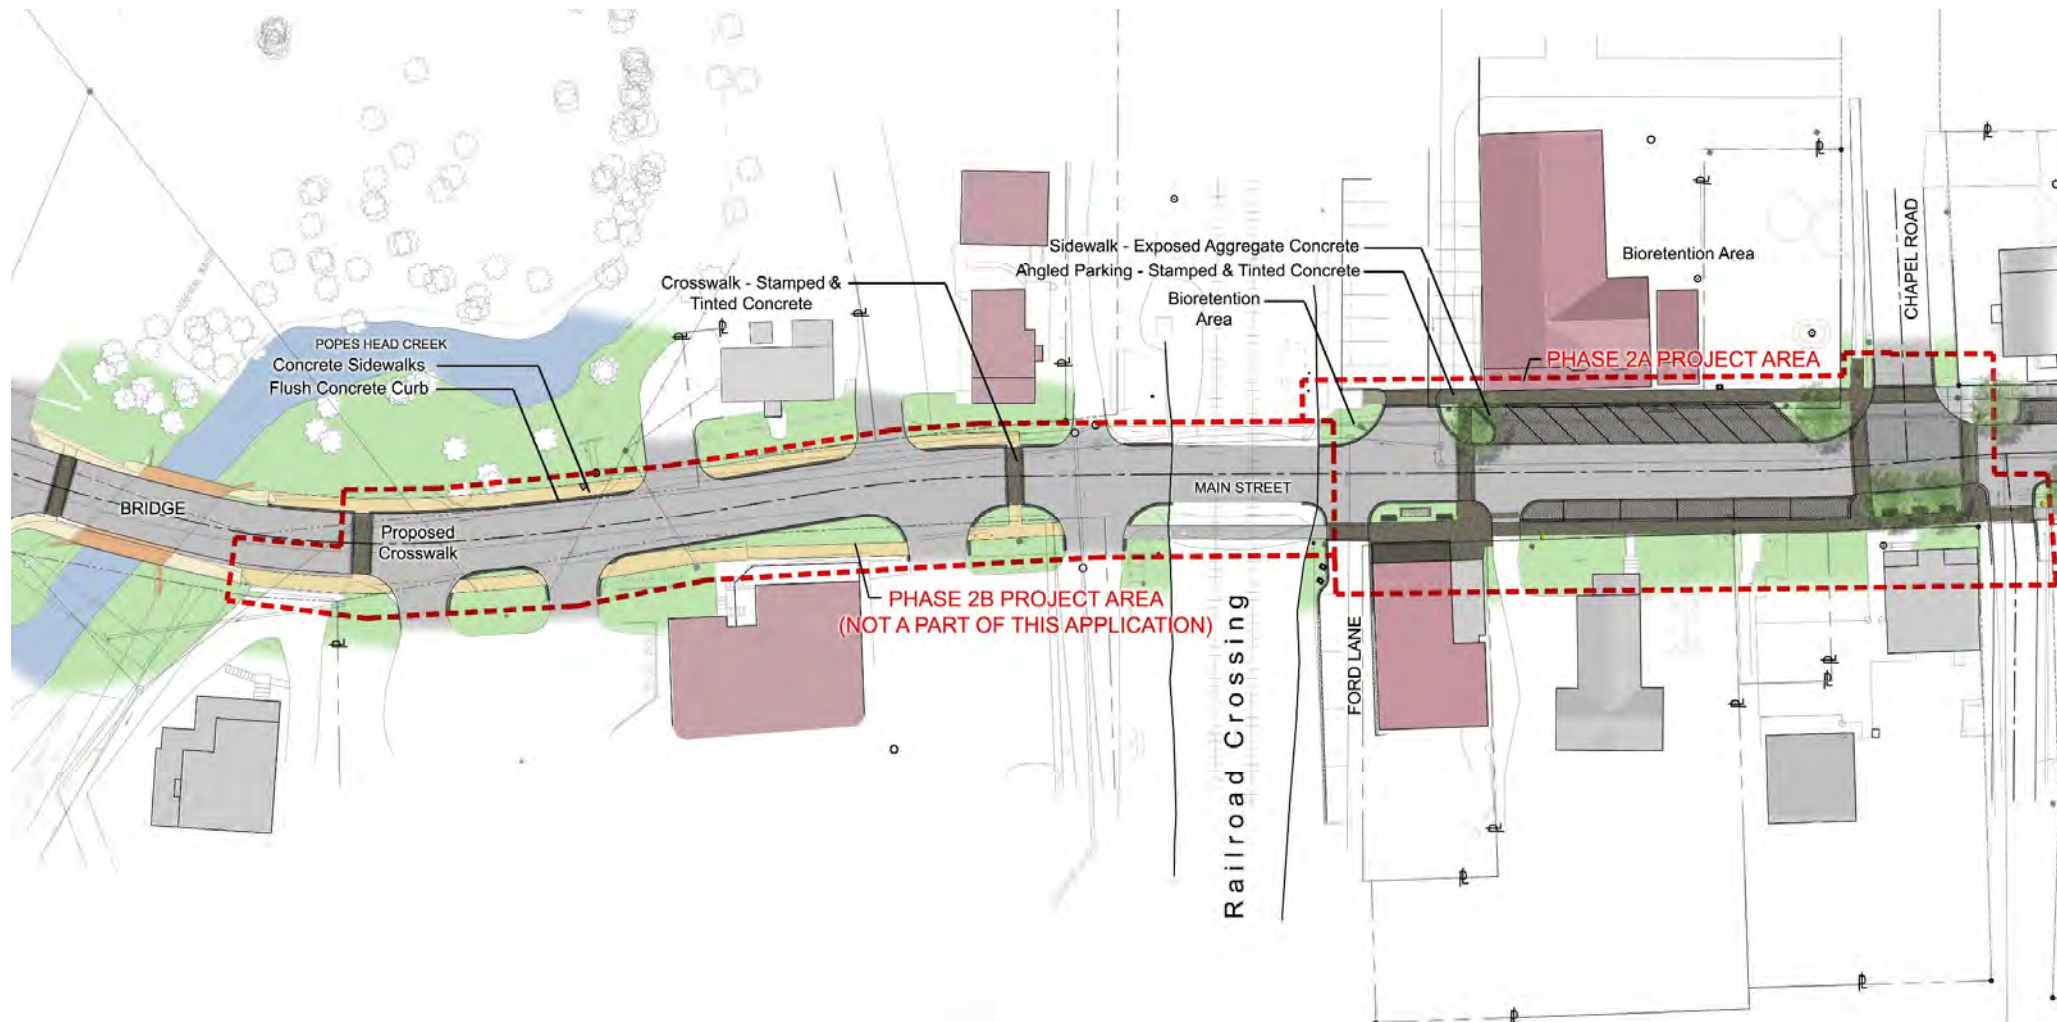 Sidewalk - Exposed Aggregate Concrete
Angled Parking - Stamped & Tinted Concrete
Bioretention
Area
Bioretention Area
CHAPEL ROAD
Crosswalk - Stamped &
Tinted Concrete
POPES HEAD CREEK
Concrete Sidewalks
Flush Concrete Curb
PHASE 2A PROJECT AREA
BRIDGE
Proposed
Crosswalk
MAIN STREET
PHASE 2B PROJECT AREA
(NOT A PART OF THIS APPLICATION)
Railroad Crossing
FORD LANE